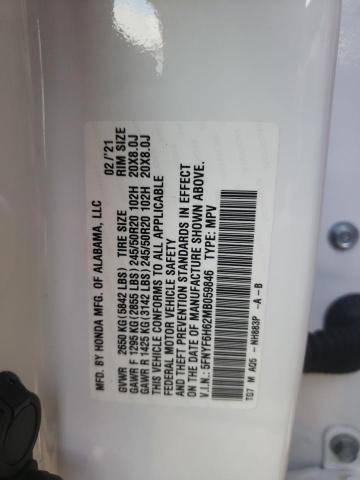 MFD. BY HONDA MFG. OF ALABAMA, LLC 02/'21
GVWR 2650 KG(5842 LBS) TIRE SIZE RIM SIZE
GAWR F 1295 KG(2855 LBS) 245/50R20 102H 20X8.0J
GAWR R 1425 KG(3142 LBS) 245/50R20 102H 20X8.0J
THIS VEHICLE CONFORMS TO ALL APPLICABLE
FEDERAL MOTOR VEHICLE SAFETY
AND THEFT PREVENTION STANDARDS IN EFFECT
ON THE DATE OF MANUFACTURE SHOWN ABOVE.
V.I.N.: 5FNYF6H62MB059846 TYPE: MPV
TG7 M A05 - NH883P -A -B